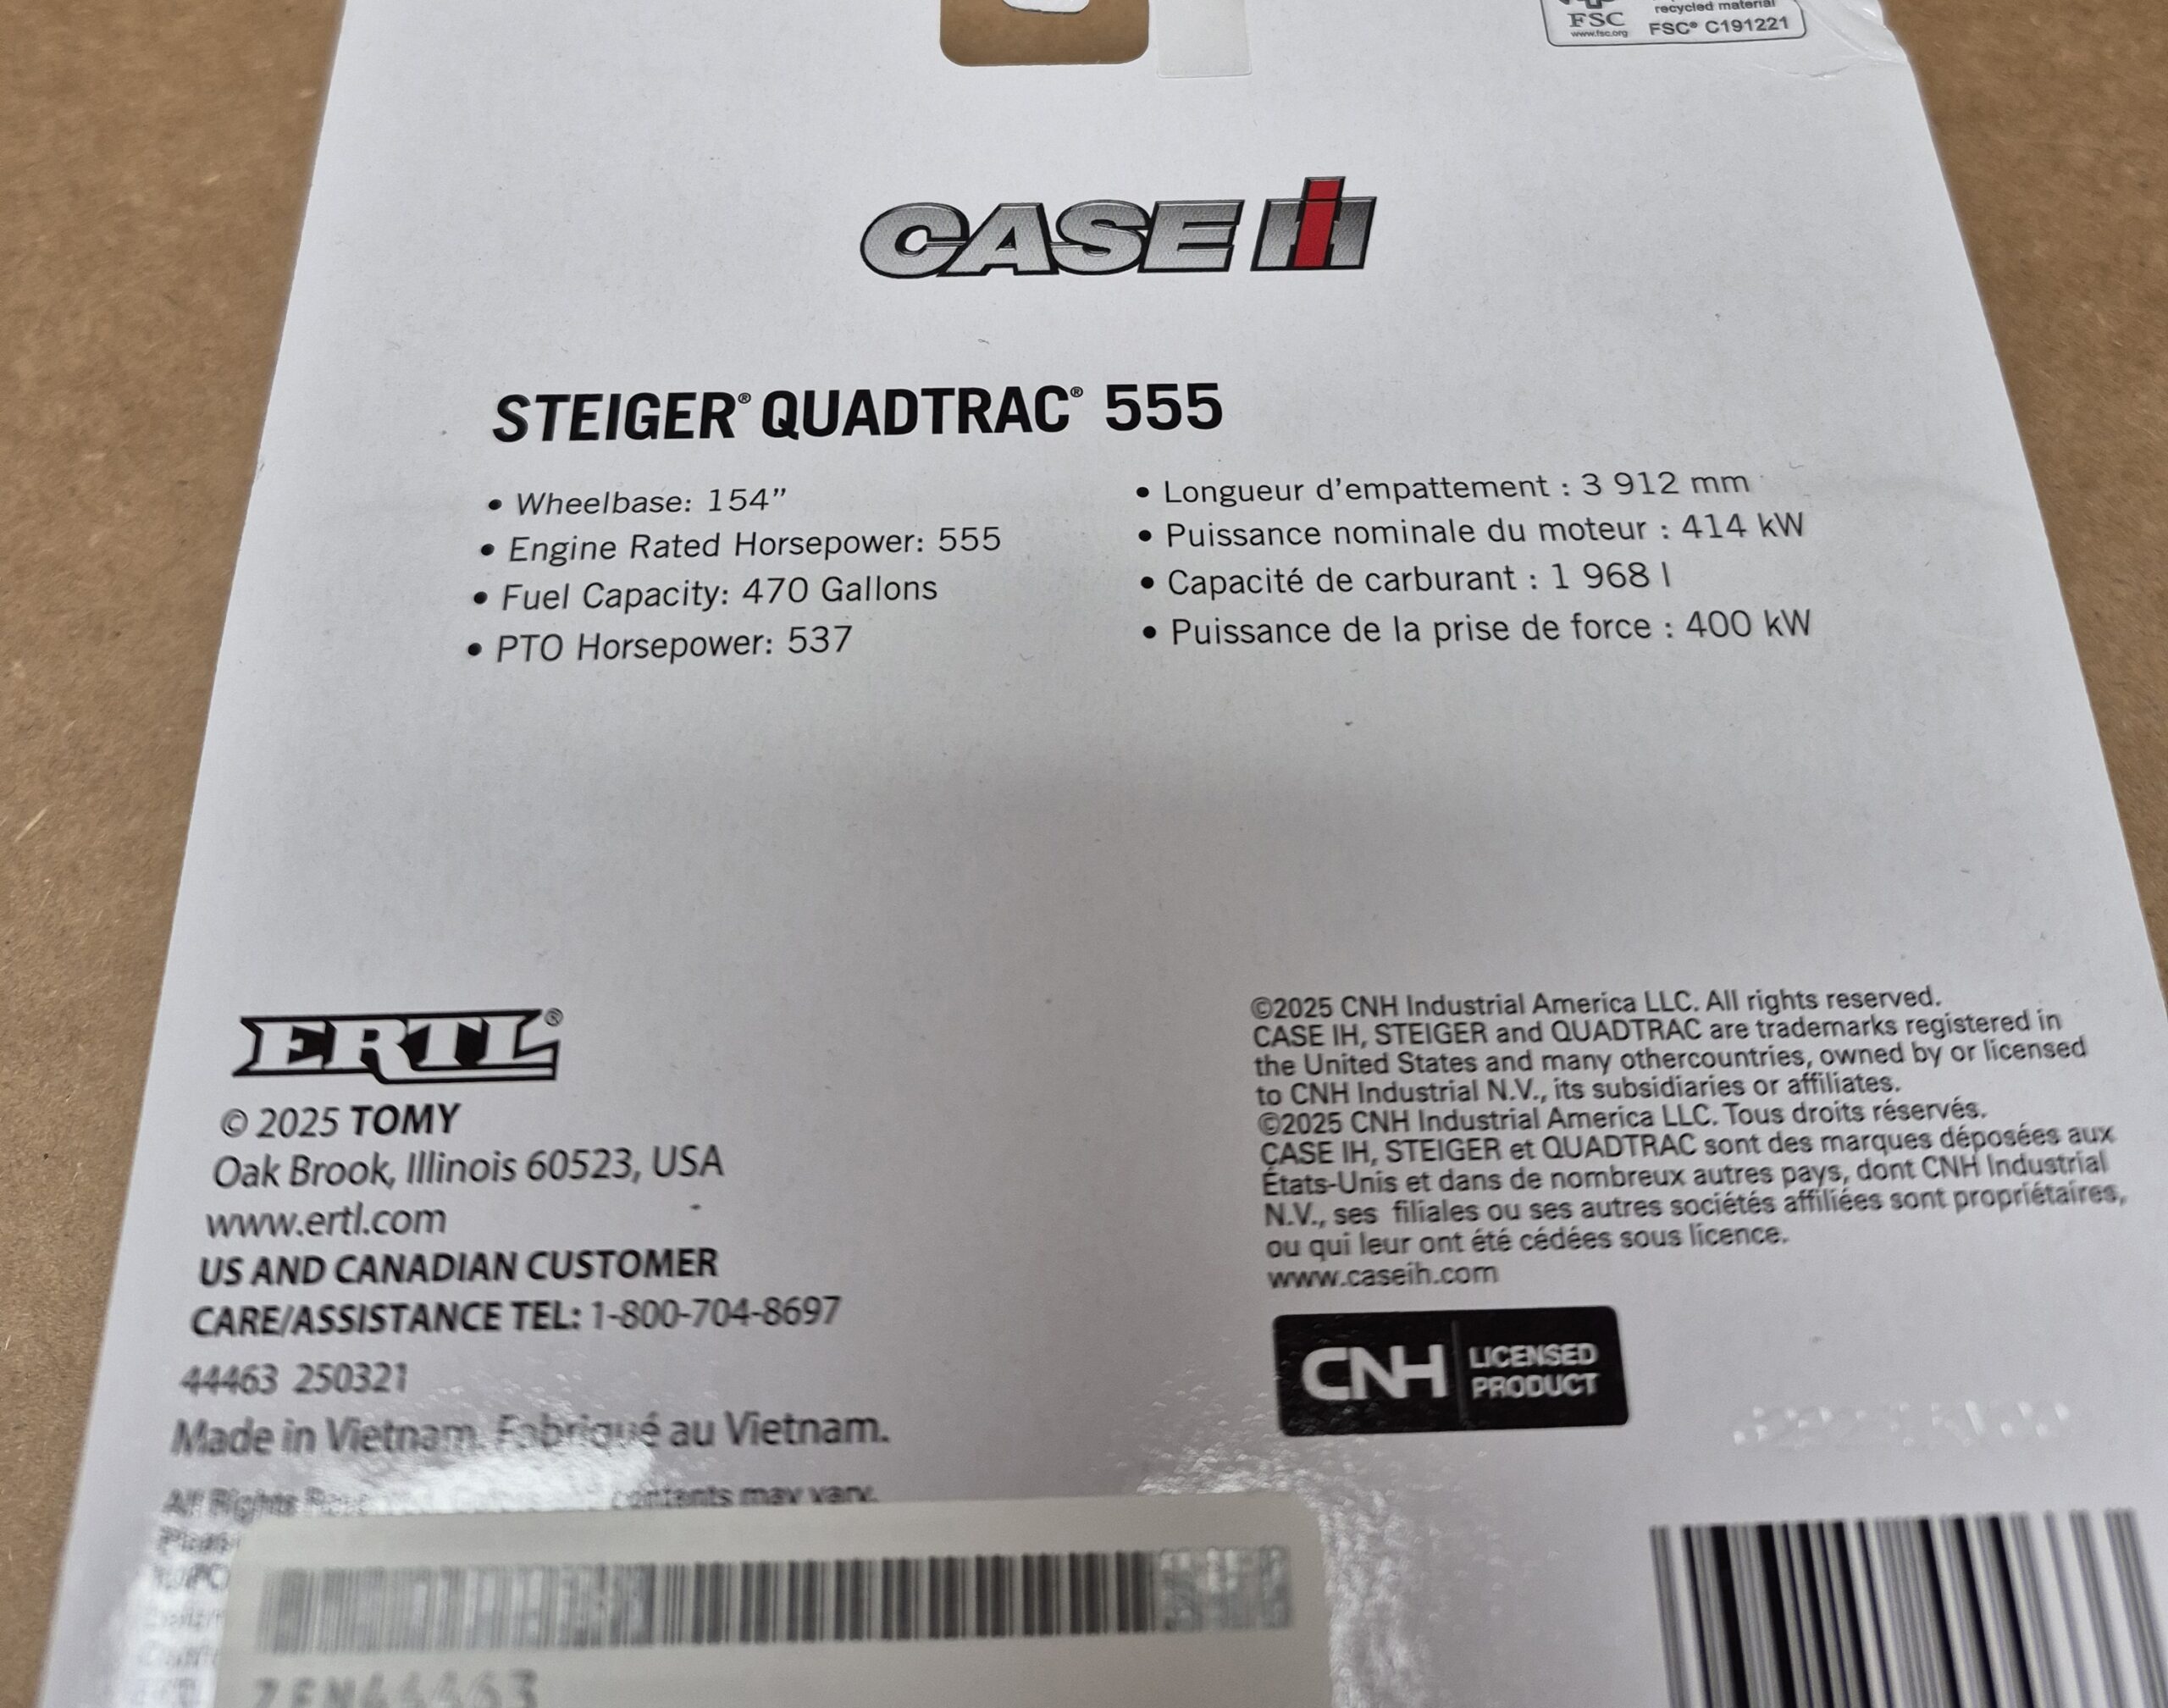 recycled material
FSC
www.fsc.org
FSC® C191221
CASE IH
STEIGER® QUADTRAC® 555
• Wheelbase: 154”
• Engine Rated Horsepower: 555
• Fuel Capacity: 470 Gallons
• PTO Horsepower: 537
• Longueur d’empattement : 3 912 mm
• Puissance nominale du moteur : 414 kW
• Capacité de carburant : 1 968 l
• Puissance de la prise de force : 400 kW
ERTL®
© 2025 TOMY
Oak Brook, Illinois 60523, USA
www.ertl.com
US AND CANADIAN CUSTOMER
CARE/ASSISTANCE TEL: 1-800-704-8697
44463 250321
Made in Vietnam. Fabriqué au Vietnam.
All Rights contents may vary.
©2025 CNH Industrial America LLC. All rights reserved.
CASE IH, STEIGER and QUADTRAC are trademarks registered in
the United States and many othercountries, owned by or licensed
to CNH Industrial N.V., its subsidiaries or affiliates.
©2025 CNH Industrial America LLC. Tous droits réservés.
CASE IH, STEIGER et QUADTRAC sont des marques déposées aux
États-Unis et dans de nombreux autres pays, dont CNH Industrial
N.V., ses filiales ou ses autres sociétés affiliées sont propriétaires,
ou qui leur ont été cédées sous licence.
www.caseih.com
CNH LICENSED
PRODUCT
ZFN44463